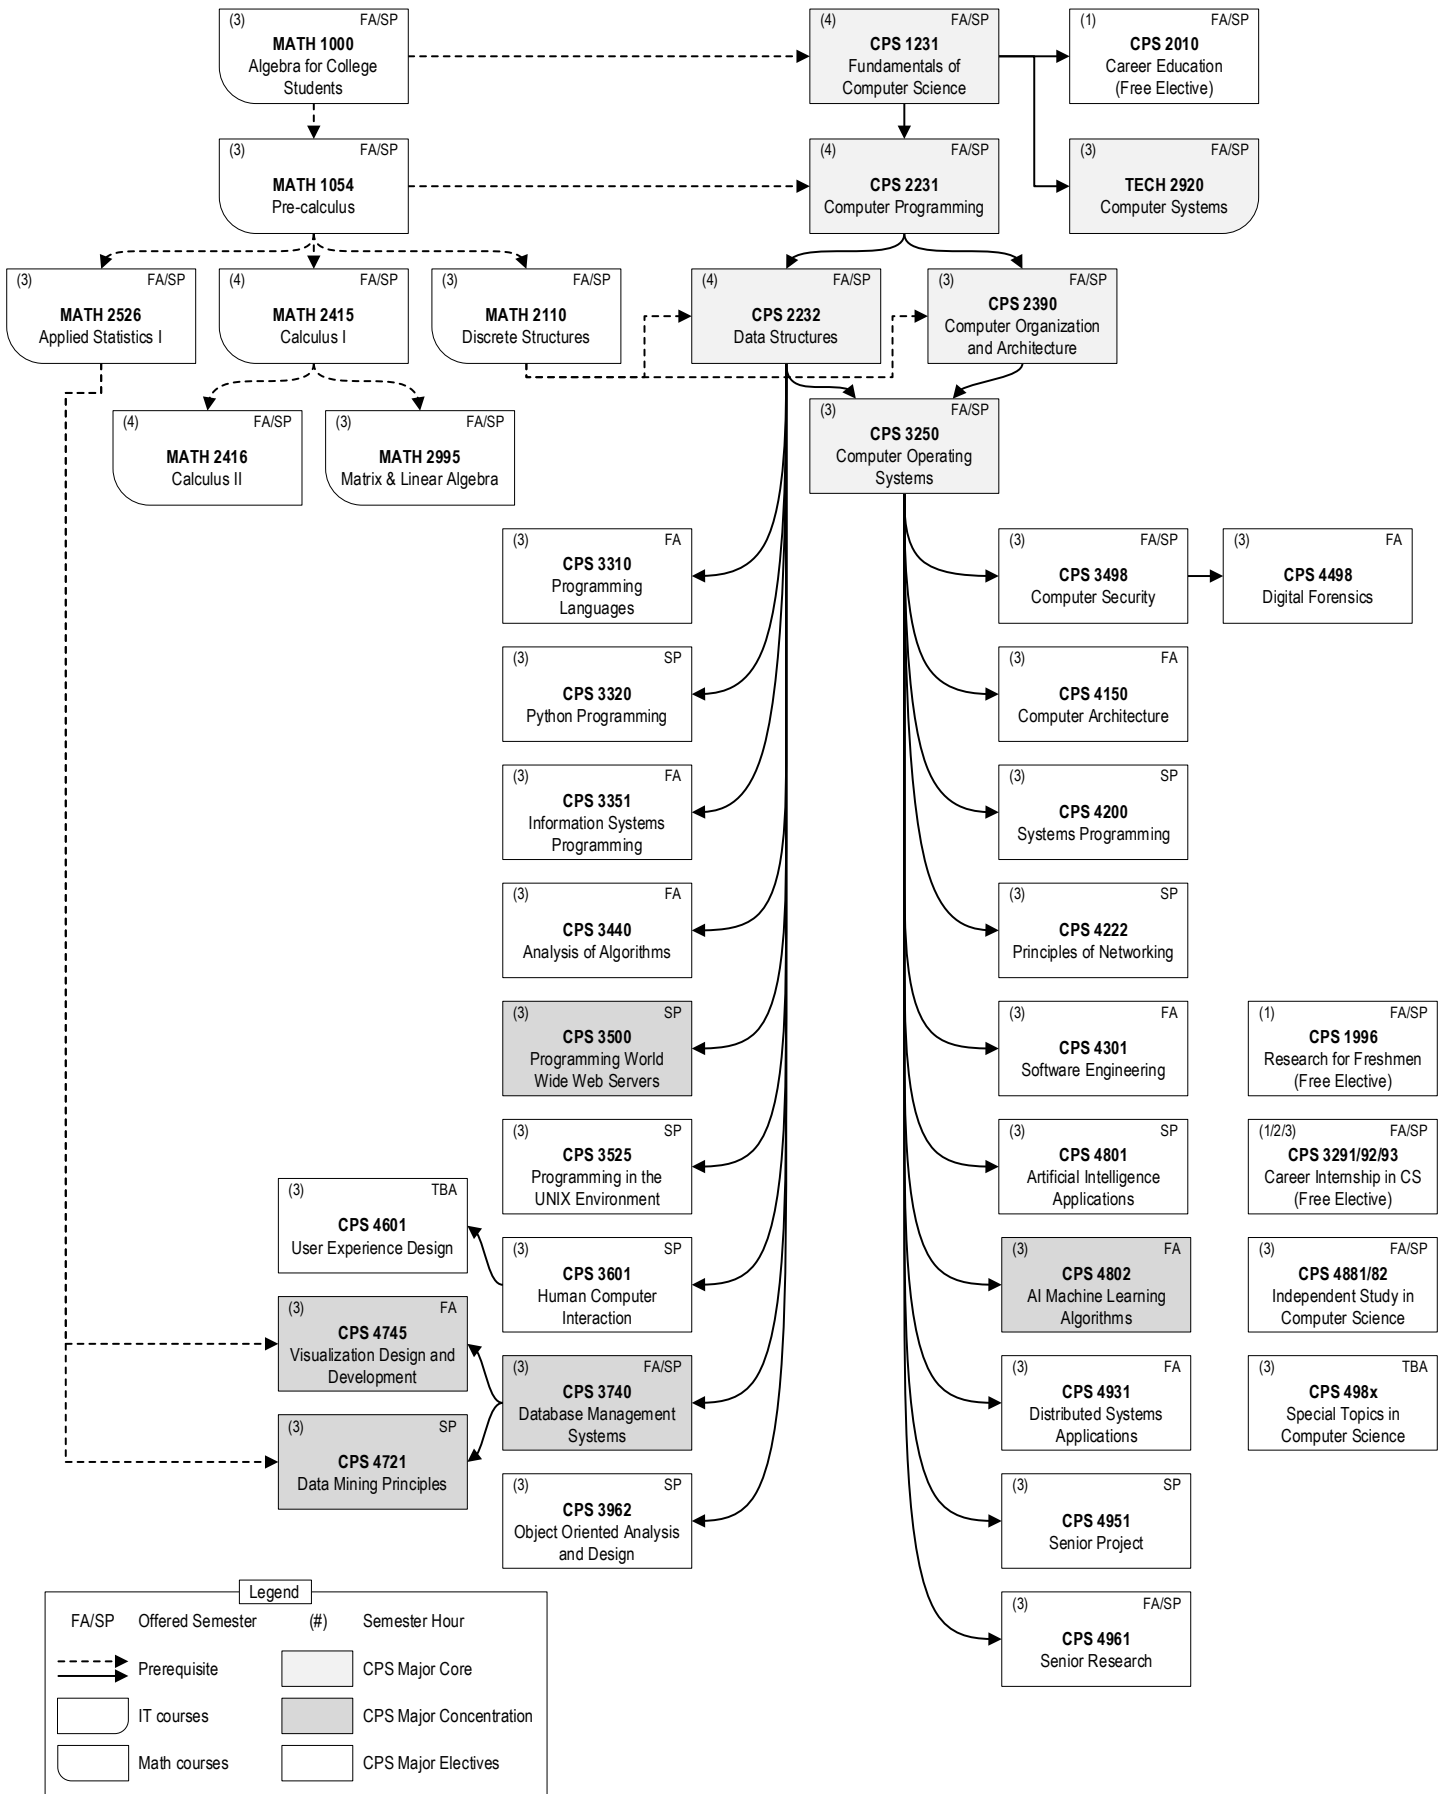 (3) FA/SP
MATH 1000
Algebra for College
Students
(4) FA/SP
CPS 1231
Fundamentals of
Computer Science
(1) FA/SP
CPS 2010
Career Education
(Free Elective)
(3) FA/SP
MATH 1054
Pre-calculus
(4) FA/SP
CPS 2231
Computer Programming
(3) FA/SP
TECH 2920
Computer Systems
(3) FA/SP
MATH 2526
Applied Statistics I
(4) FA/SP
MATH 2415
Calculus I
(3) FA/SP
MATH 2110
Discrete Structures
(4) FA/SP
CPS 2232
Data Structures
(3) FA/SP
CPS 2390
Computer Organization
and Architecture
(4) FA/SP
MATH 2416
Calculus II
(3) FA/SP
MATH 2995
Matrix & Linear Algebra
(3) FA/SP
CPS 3250
Computer Operating
Systems
(3) FA
CPS 3310
Programming
Languages
(3) FA/SP
CPS 3498
Computer Security
(3) FA
CPS 4498
Digital Forensics
(3) SP
CPS 3320
Python Programming
(3) FA
CPS 4150
Computer Architecture
(3) FA
CPS 3351
Information Systems
Programming
(3) SP
CPS 4200
Systems Programming
(3) FA
CPS 3440
Analysis of Algorithms
(3) SP
CPS 4222
Principles of Networking
(3) SP
CPS 3500
Programming World
Wide Web Servers
(3) FA
CPS 4301
Software Engineering
(1) FA/SP
CPS 1996
Research for Freshmen
(Free Elective)
(3) SP
CPS 3525
Programming in the
UNIX Environment
(3) SP
CPS 4801
Artificial Intelligence
Applications
(1/2/3) FA/SP
CPS 3291/92/93
Career Internship in CS
(Free Elective)
(3) TBA
CPS 4601
User Experience Design
(3) SP
CPS 3601
Human Computer
Interaction
(3) FA
CPS 4802
AI Machine Learning
Algorithms
(3) FA/SP
CPS 4881/82
Independent Study in
Computer Science
(3) FA
CPS 4745
Visualization Design and
Development
(3) FA/SP
CPS 3740
Database Management
Systems
(3) FA
CPS 4931
Distributed Systems
Applications
(3) TBA
CPS 498x
Special Topics in
Computer Science
(3) SP
CPS 4721
Data Mining Principles
(3) SP
CPS 3962
Object Oriented Analysis
and Design
(3) SP
CPS 4951
Senior Project
(3) FA/SP
CPS 4961
Senior Research
Legend
FA/SP Offered Semester (#) Semester Hour
Prerequisite CPS Major Core
IT courses CPS Major Concentration
Math courses CPS Major Electives